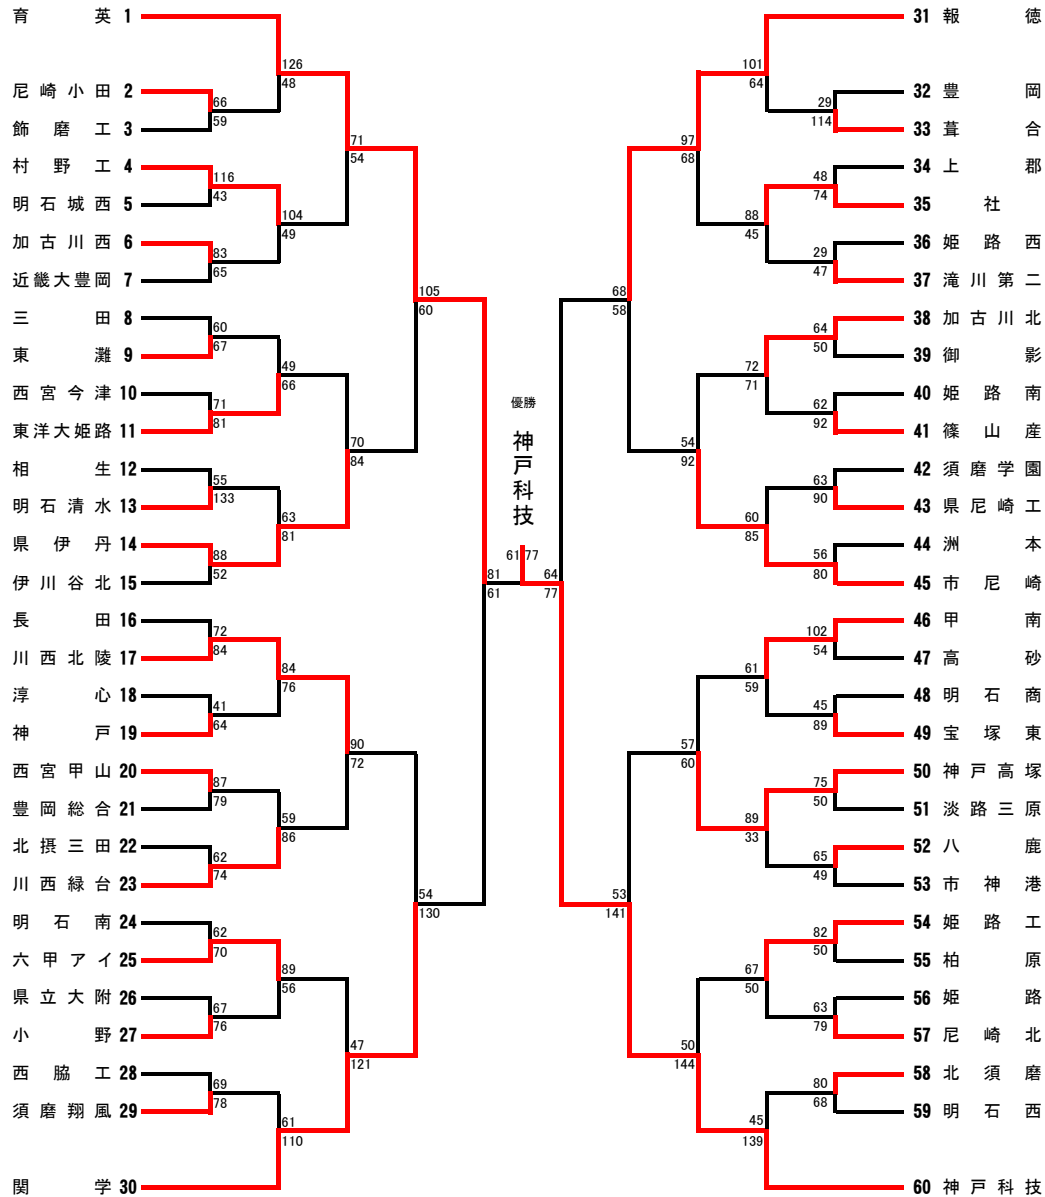 育英 1
126
48
尼崎小田 2
66
59
飾磨工 3
71
54
村野工 4
116
43
明石城西 5
104
49
加古川西 6
83
65
近畿大豊岡 7
105
60
三田 8
60
67
東灘 9
49
66
西宮今津 10
71
81
東洋大姫路 11
70
84
相生 12
55
133
明石清水 13
63
81
県伊丹 14
88
52
伊川谷北 15
81
61
長田 16
72
84
川西北陵 17
84
76
淳心 18
41
64
神戸 19
90
72
西宮甲山 20
87
79
豊岡総合 21
59
86
北摂三田 22
62
74
川西緑台 23
54
130
明石南 24
62
70
六甲アイ 25
89
56
県立大附 26
67
76
小野 27
47
121
西脇工 28
69
78
須磨翔風 29
61
110
関学 30
優勝
神戸科技
61 77
31 報徳
101
64
32 豊岡
29
114
33 葺合
97
68
34 上郡
48
74
35 社
88
45
36 姫路西
29
47
37 滝川第二
68
58
38 加古川北
64
50
39 御影
72
71
40 姫路南
62
92
41 篠山産
54
92
42 須磨学園
63
90
43 県尼崎工
60
85
44 洲本
56
80
45 市尼崎
64
77
46 甲南
102
54
47 高砂
61
59
48 明石商
45
89
49 宝塚東
57
60
50 神戸高塚
75
50
51 淡路三原
89
33
52 八鹿
65
49
53 市神港
53
141
54 姫路工
82
50
55 柏原
67
50
56 姫路
63
79
57 尼崎北
50
144
58 北須磨
80
68
59 明石西
45
139
60 神戸科技